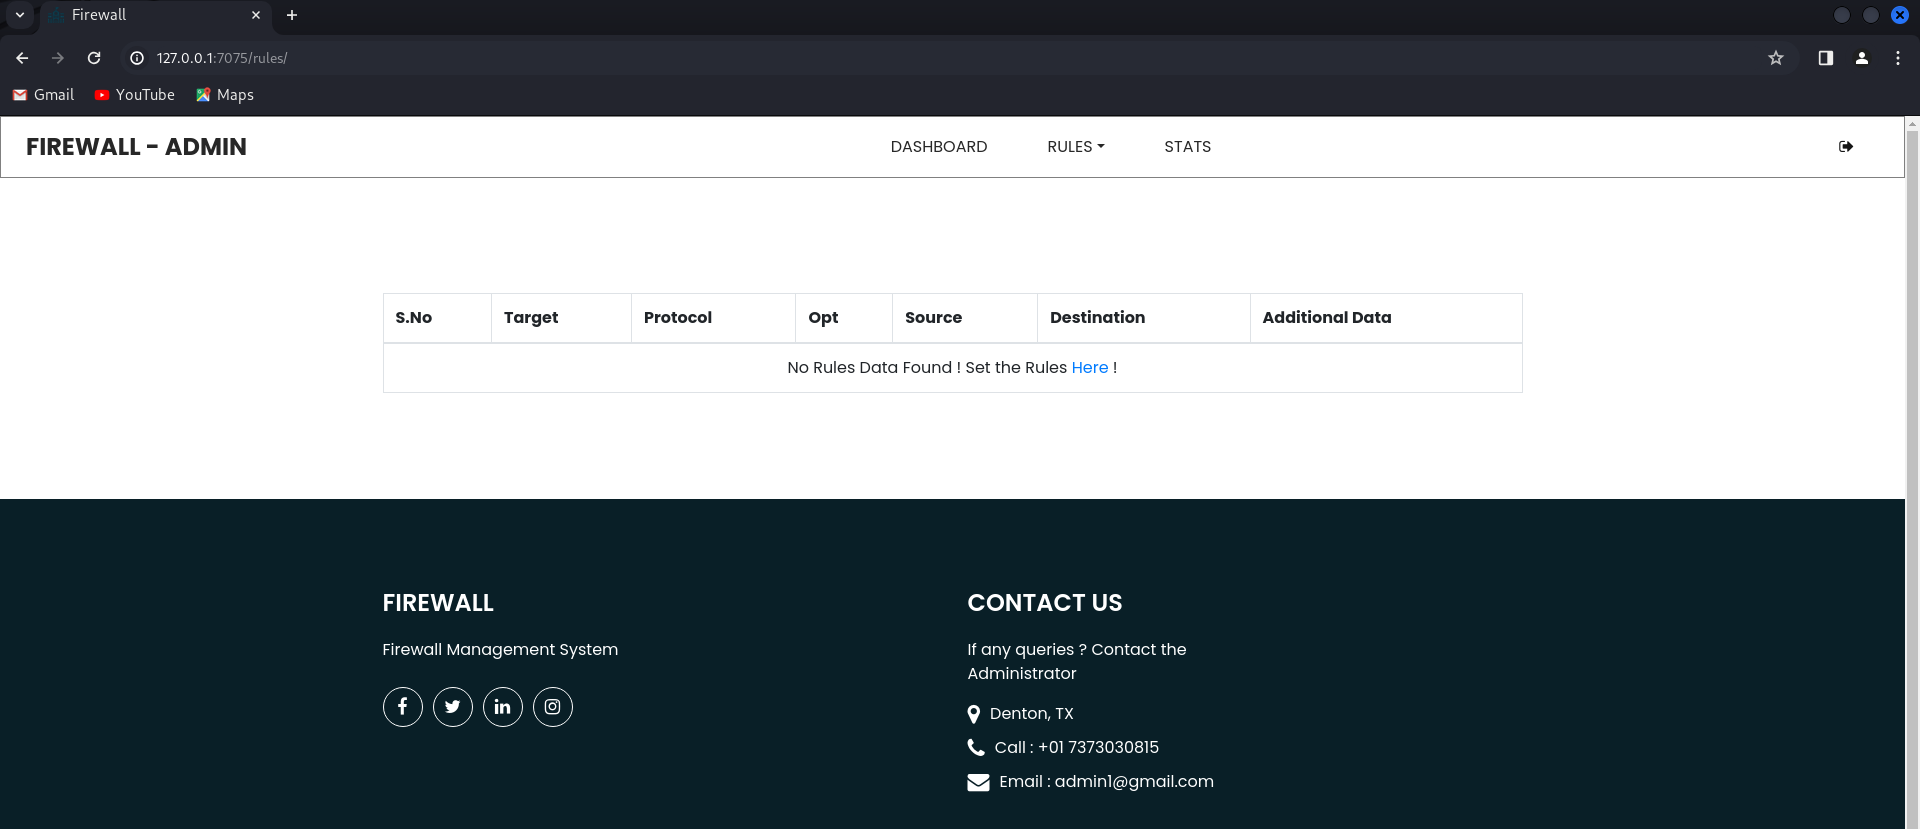 Firewall
127.0.0.1:7075/rules/
Gmail YouTube Maps
FIREWALL - ADMIN DASHBOARD RULES STATS
S.No Target Protocol Opt Source Destination Additional Data
No Rules Data Found ! Set the Rules Here !
FIREWALL
Firewall Management System
CONTACT US
If any queries ? Contact the
Administrator
Denton, TX
Call : +01 7373030815
Email : admin1@gmail.com